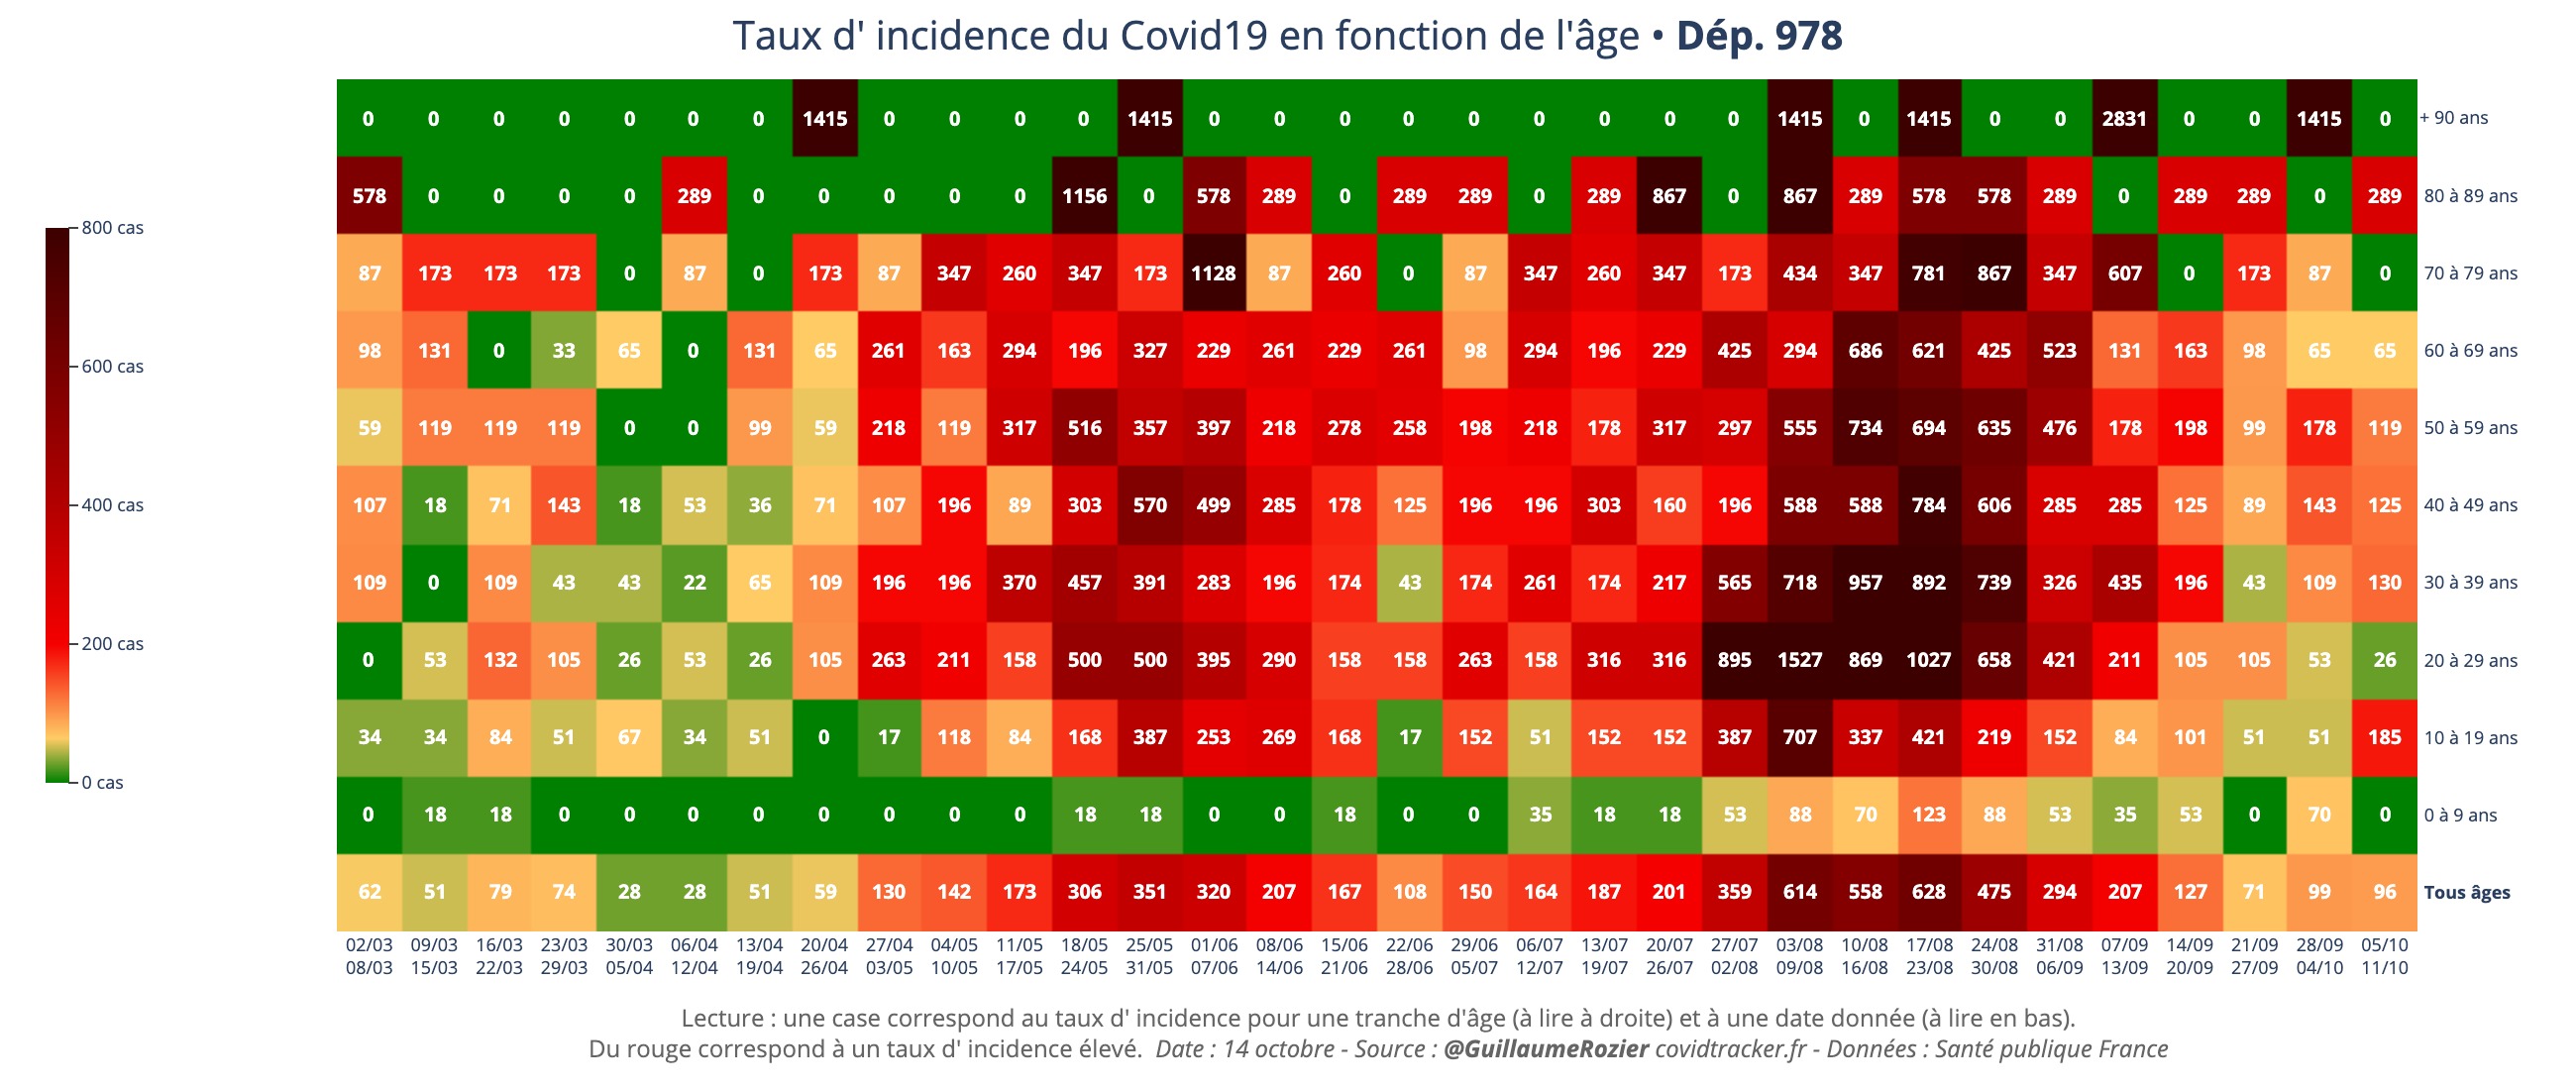 Taux d' incidence du Covid19 en fonction de l'âge • Dép. 978
0 0 0 0 0 0 0 1415 0 0 0 0 1415 0 0 0 0 0 0 0 0 0 1415 0 1415 0 0 2831 0 0 1415 0 + 90 ans
578 0 0 0 0 289 0 0 0 0 0 1156 0 578 289 0 289 289 0 289 867 0 867 289 578 578 289 0 289 289 0 289 80 à 89 ans
87 173 173 173 0 87 0 173 87 347 260 347 173 1128 87 260 0 87 347 260 347 173 434 347 781 867 347 607 0 173 87 0 70 à 79 ans
98 131 0 33 65 0 131 65 261 163 294 196 327 229 261 229 261 98 294 196 229 425 294 686 621 425 523 131 163 98 65 65 60 à 69 ans
59 119 119 119 0 0 99 59 218 119 317 516 357 397 218 278 258 198 218 178 317 297 555 734 694 635 476 178 198 99 178 119 50 à 59 ans
107 18 71 143 18 53 36 71 107 196 89 303 570 499 285 178 125 196 196 303 160 196 588 588 784 606 285 285 125 89 143 125 40 à 49 ans
109 0 109 43 43 22 65 109 196 196 370 457 391 283 196 174 43 174 261 174 217 565 718 957 892 739 326 435 196 43 109 130 30 à 39 ans
0 53 132 105 26 53 26 105 263 211 158 500 500 395 290 158 158 263 158 316 316 895 1527 869 1027 658 421 211 105 105 53 26 20 à 29 ans
34 34 84 51 67 34 51 0 17 118 84 168 387 253 269 168 17 152 51 152 152 387 707 337 421 219 152 84 101 51 51 185 10 à 19 ans
0 18 18 0 0 0 0 0 0 0 0 18 18 0 0 18 0 0 35 18 18 53 88 70 123 88 53 35 53 0 70 0 0 à 9 ans
62 51 79 74 28 28 51 59 130 142 173 306 351 320 207 167 108 150 164 187 201 359 614 558 628 475 294 207 127 71 99 96 Tous âges
02/03 09/03 16/03 23/03 30/03 06/04 13/04 20/04 27/04 04/05 11/05 18/05 25/05 01/06 08/06 15/06 22/06 29/06 06/07 13/07 20/07 27/07 03/08 10/08 17/08 24/08 31/08 07/09 14/09 21/09 28/09 05/10
08/03 15/03 22/03 29/03 05/04 12/04 19/04 26/04 03/05 10/05 17/05 24/05 31/05 07/06 14/06 21/06 28/06 05/07 12/07 19/07 26/07 02/08 09/08 16/08 23/08 30/08 06/09 13/09 20/09 27/09 04/10 11/10
800 cas
600 cas
400 cas
200 cas
0 cas
Lecture : une case correspond au taux d' incidence pour une tranche d'âge (à lire à droite) et à une date donnée (à lire en bas).
Du rouge correspond à un taux d' incidence élevé. Date : 14 octobre - Source : @GuillaumeRozier covidtracker.fr - Données : Santé publique France